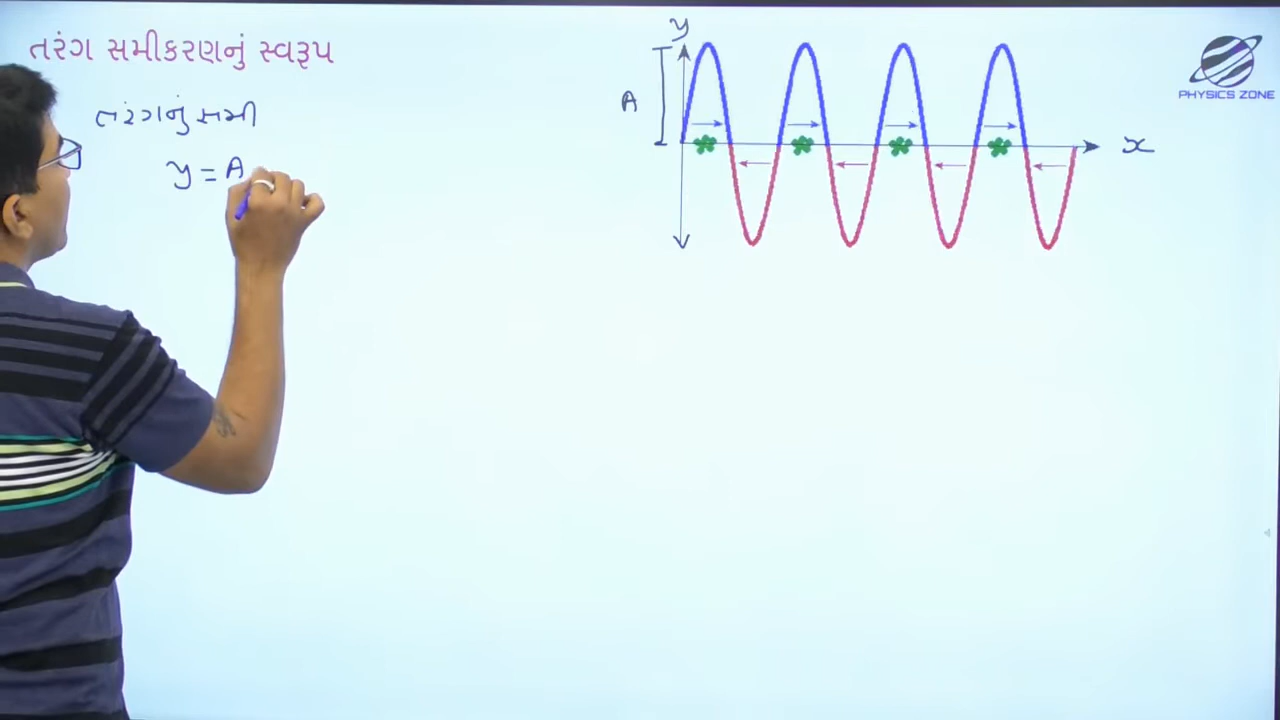 તરંગ સમીકરણનું સ્વરૂપ
તરંગનું સમી
y = A
y
A
x
PHYSICS ZONE